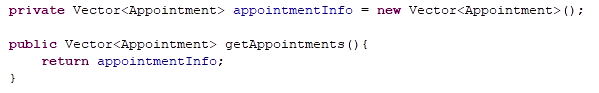 private Vector<Appointment> appointmentInfo = new Vector<Appointment>();
public Vector<Appointment> getAppointments(){
return appointmentInfo;
}